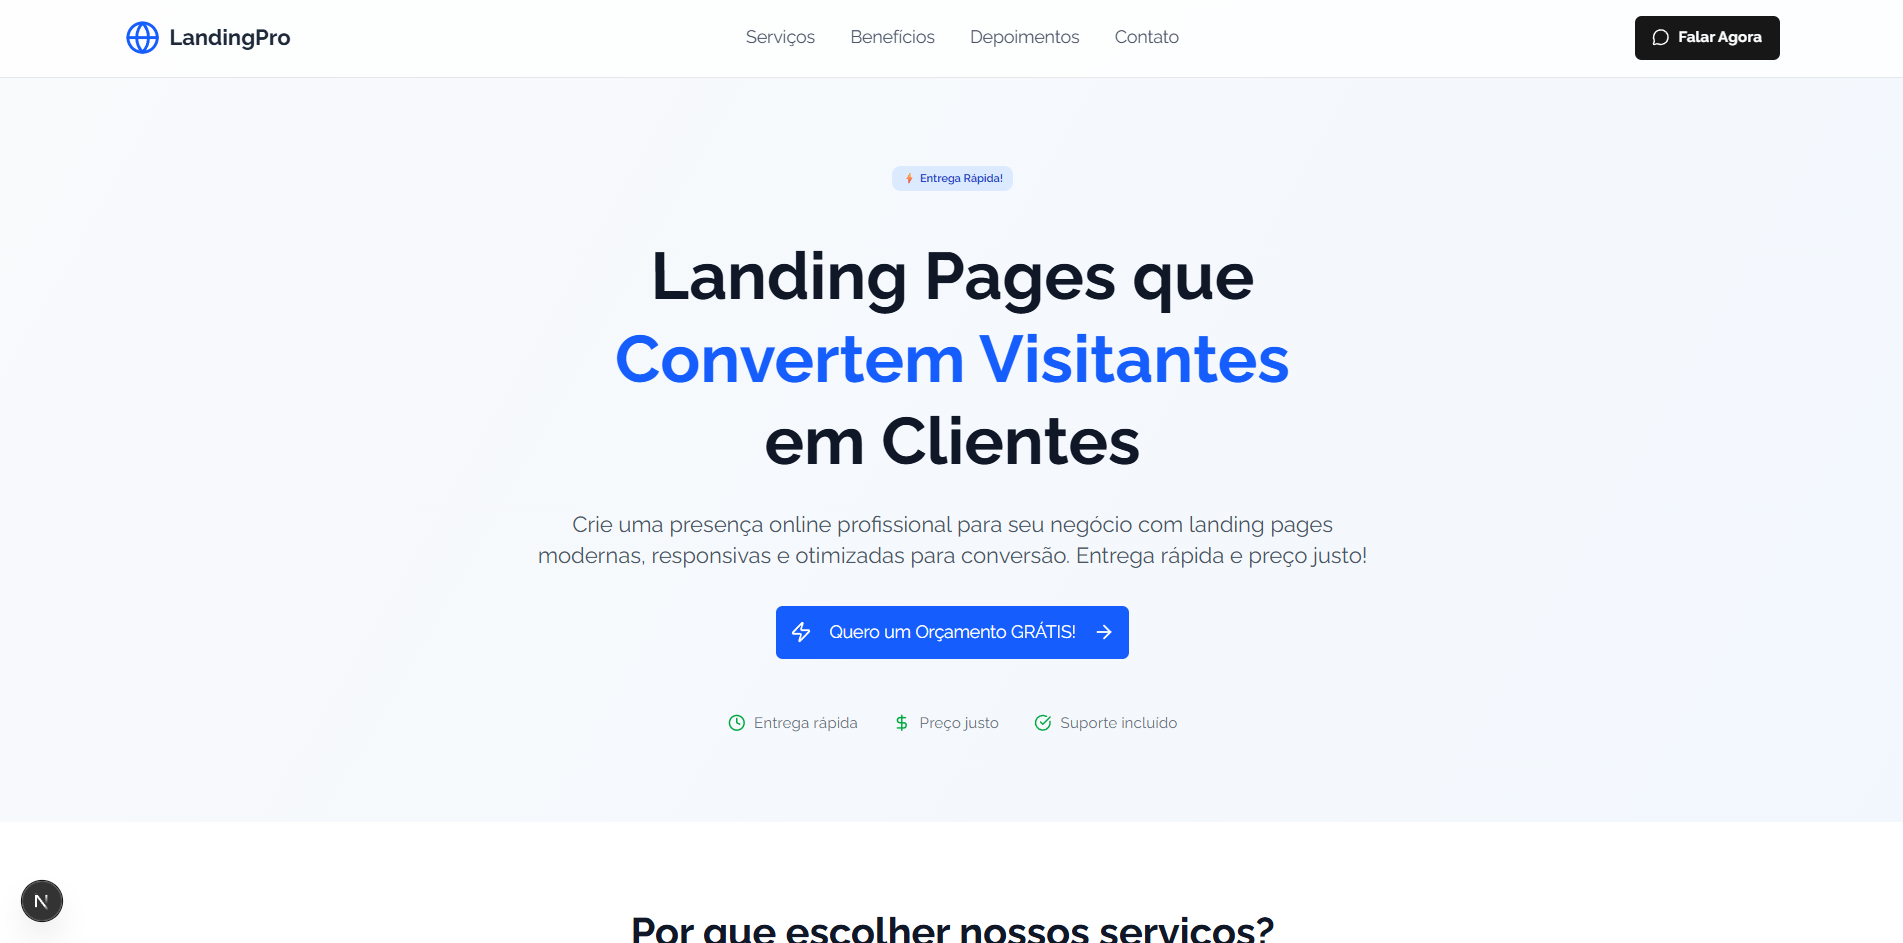 LandingPro
Serviços
Benefícios
Depoimentos
Contato
Falar Agora
Entrega Rápida!
Landing Pages que
Convertem Visitantes
em Clientes
Crie uma presença online profissional para seu negócio com landing pages
modernas, responsivas e otimizadas para conversão. Entrega rápida e preço justo!
Quero um Orçamento GRÁTIS!
Entrega rápida
Preço justo
Suporte incluído
N
Por que escolher nossos serviços?